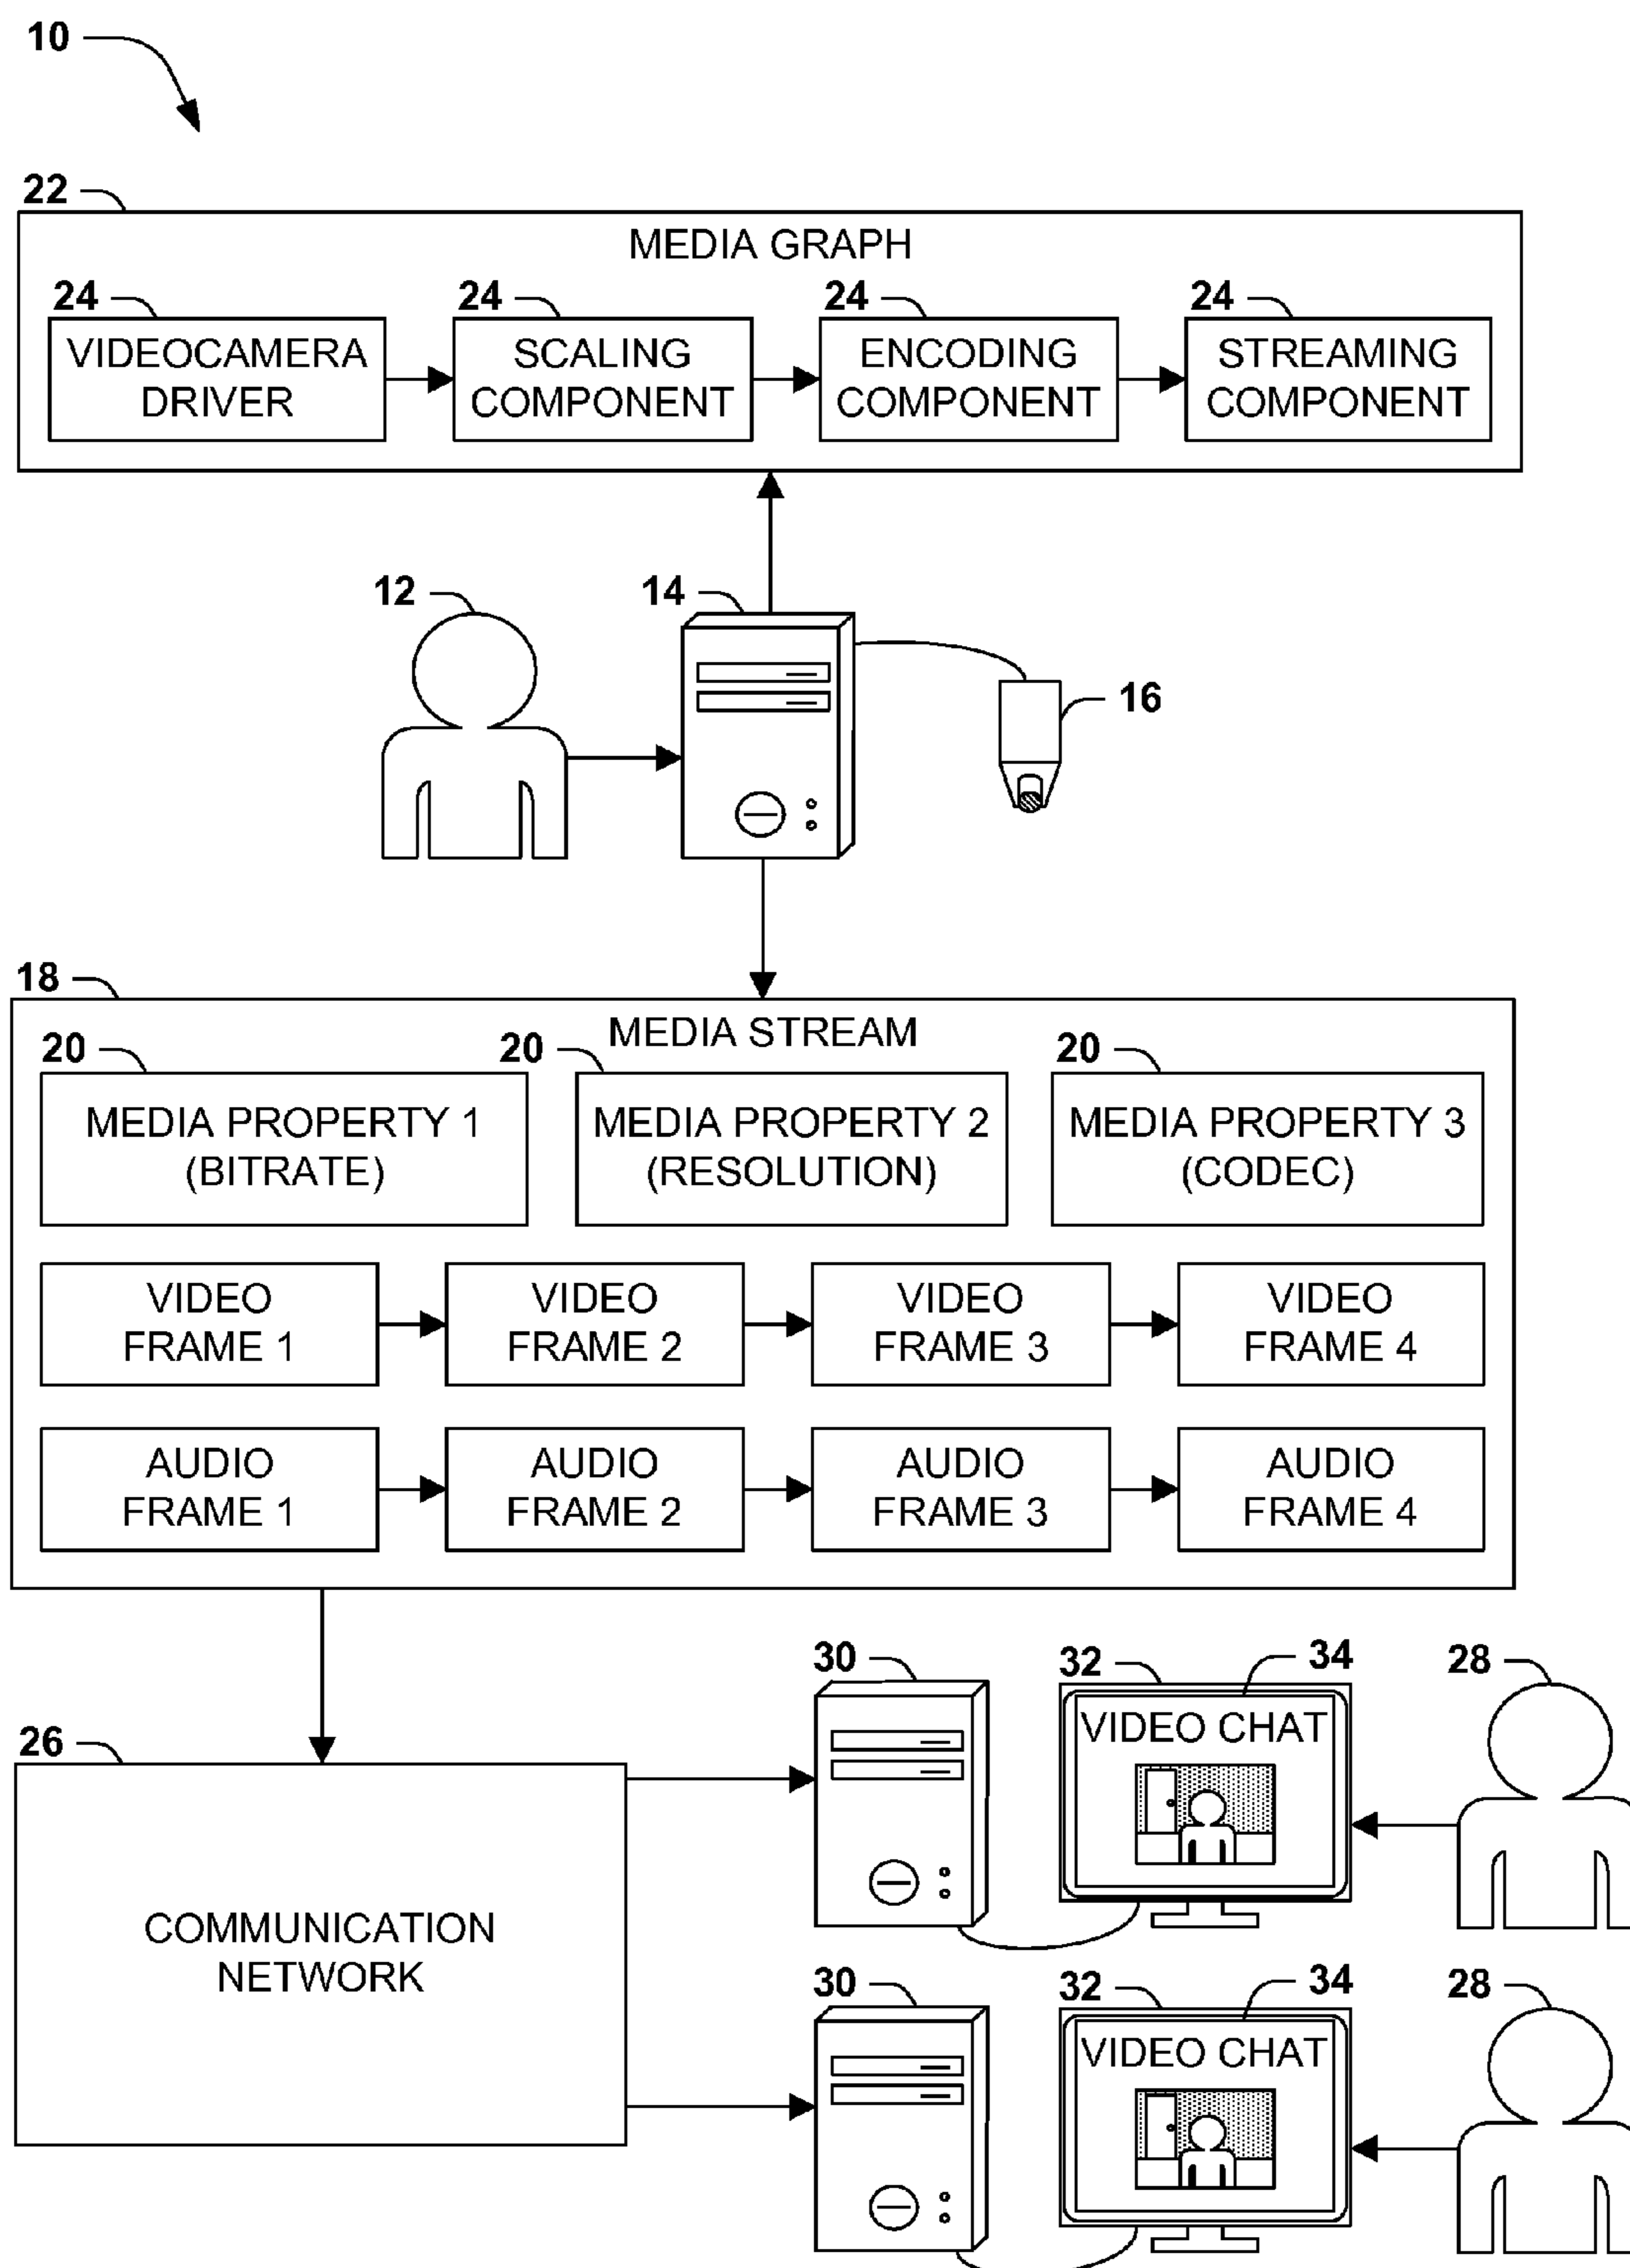 10
22
MEDIA GRAPH
24
24
24
24
VIDEOCAMERA
DRIVER
SCALING
COMPONENT
ENCODING
COMPONENT
STREAMING
COMPONENT
12
14
16
18
MEDIA STREAM
20
20
20
MEDIA PROPERTY 1
(BITRATE)
MEDIA PROPERTY 2
(RESOLUTION)
MEDIA PROPERTY 3
(CODEC)
VIDEO
FRAME 1
VIDEO
FRAME 2
VIDEO
FRAME 3
VIDEO
FRAME 4
AUDIO
FRAME 1
AUDIO
FRAME 2
AUDIO
FRAME 3
AUDIO
FRAME 4
26
COMMUNICATION
NETWORK
30
32
34
28
VIDEO CHAT
30
32
34
28
VIDEO CHAT